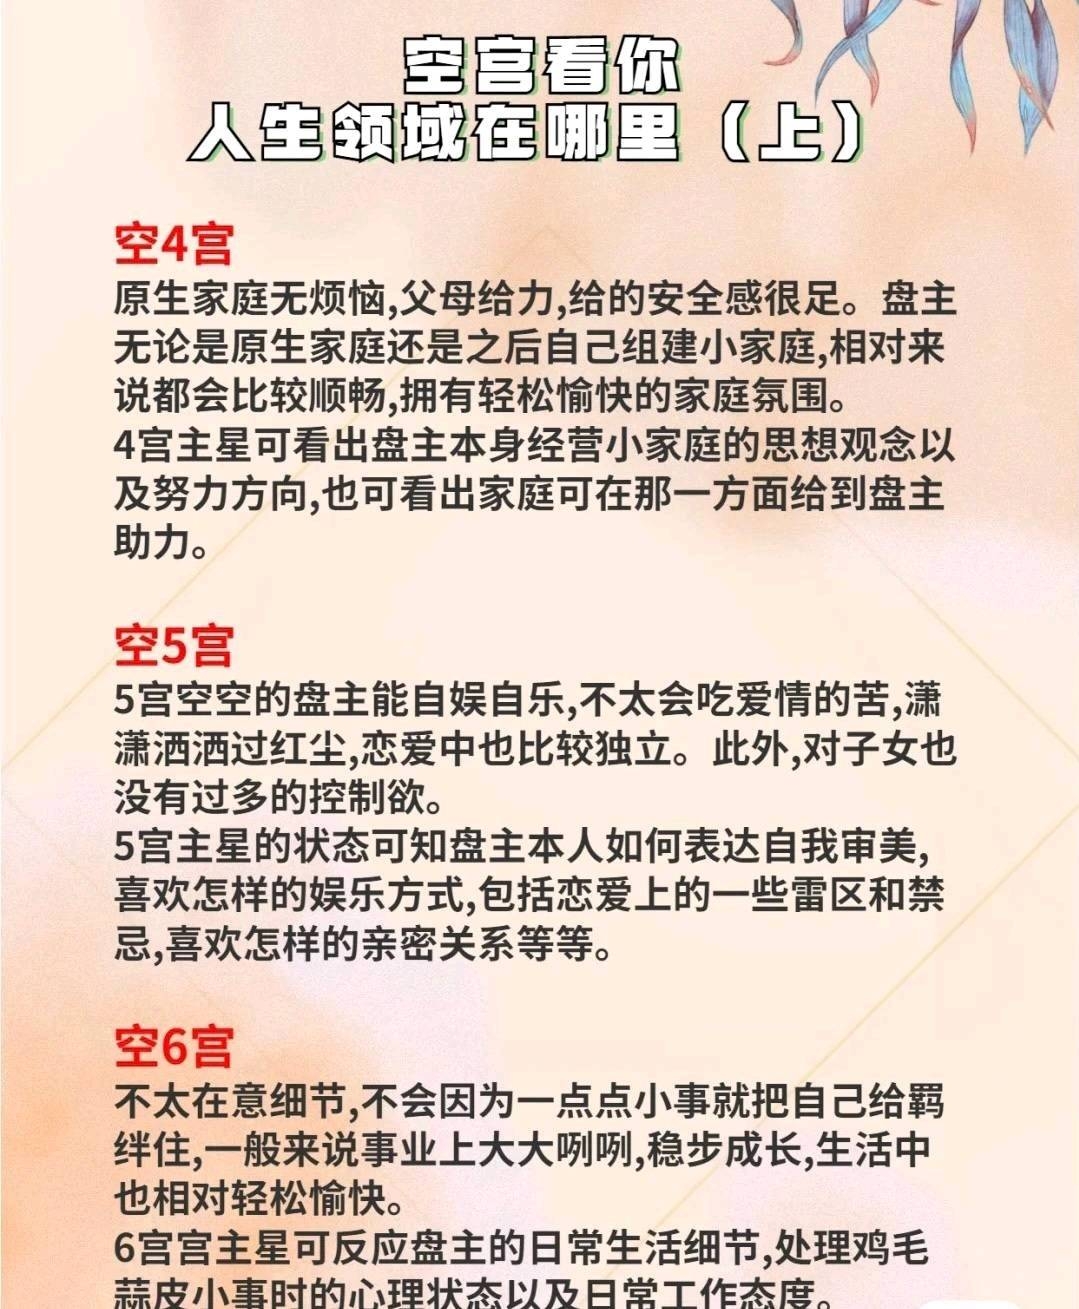 空宫看你
人生领域在哪里（上）
空4宫
原生家庭无烦恼,父母给力,给的安全感很足。盘主
无论是原生家庭还是之后自己组建小家庭,相对来
说都会比较顺畅,拥有轻松愉快的家庭氛围。
4宫主星可看出盘主本身经营小家庭的思想观念以
及努力方向,也可看出家庭可在那一方面给到盘主
助力。
空5宫
5宫空空的盘主能自娱自乐,不太会吃爱情的苦,潇
潇洒洒过红尘,恋爱中也比较独立。此外,对子女也
没有过多的控制欲。
5宫主星的状态可知盘主本人如何表达自我审美,
喜欢怎样的娱乐方式,包括恋爱上的一些雷区和禁
忌,喜欢怎样的亲密关系等等。
空6宫
不太在意细节,不会因为一点点小事就把自己给羁
绊住,一般来说事业上大大咧咧,稳步成长,生活中
也相对轻松愉快。
6宫宫主星可反应盘主的日常生活细节,处理鸡毛
蒜皮小事时的心理状态以及日常工作态度。